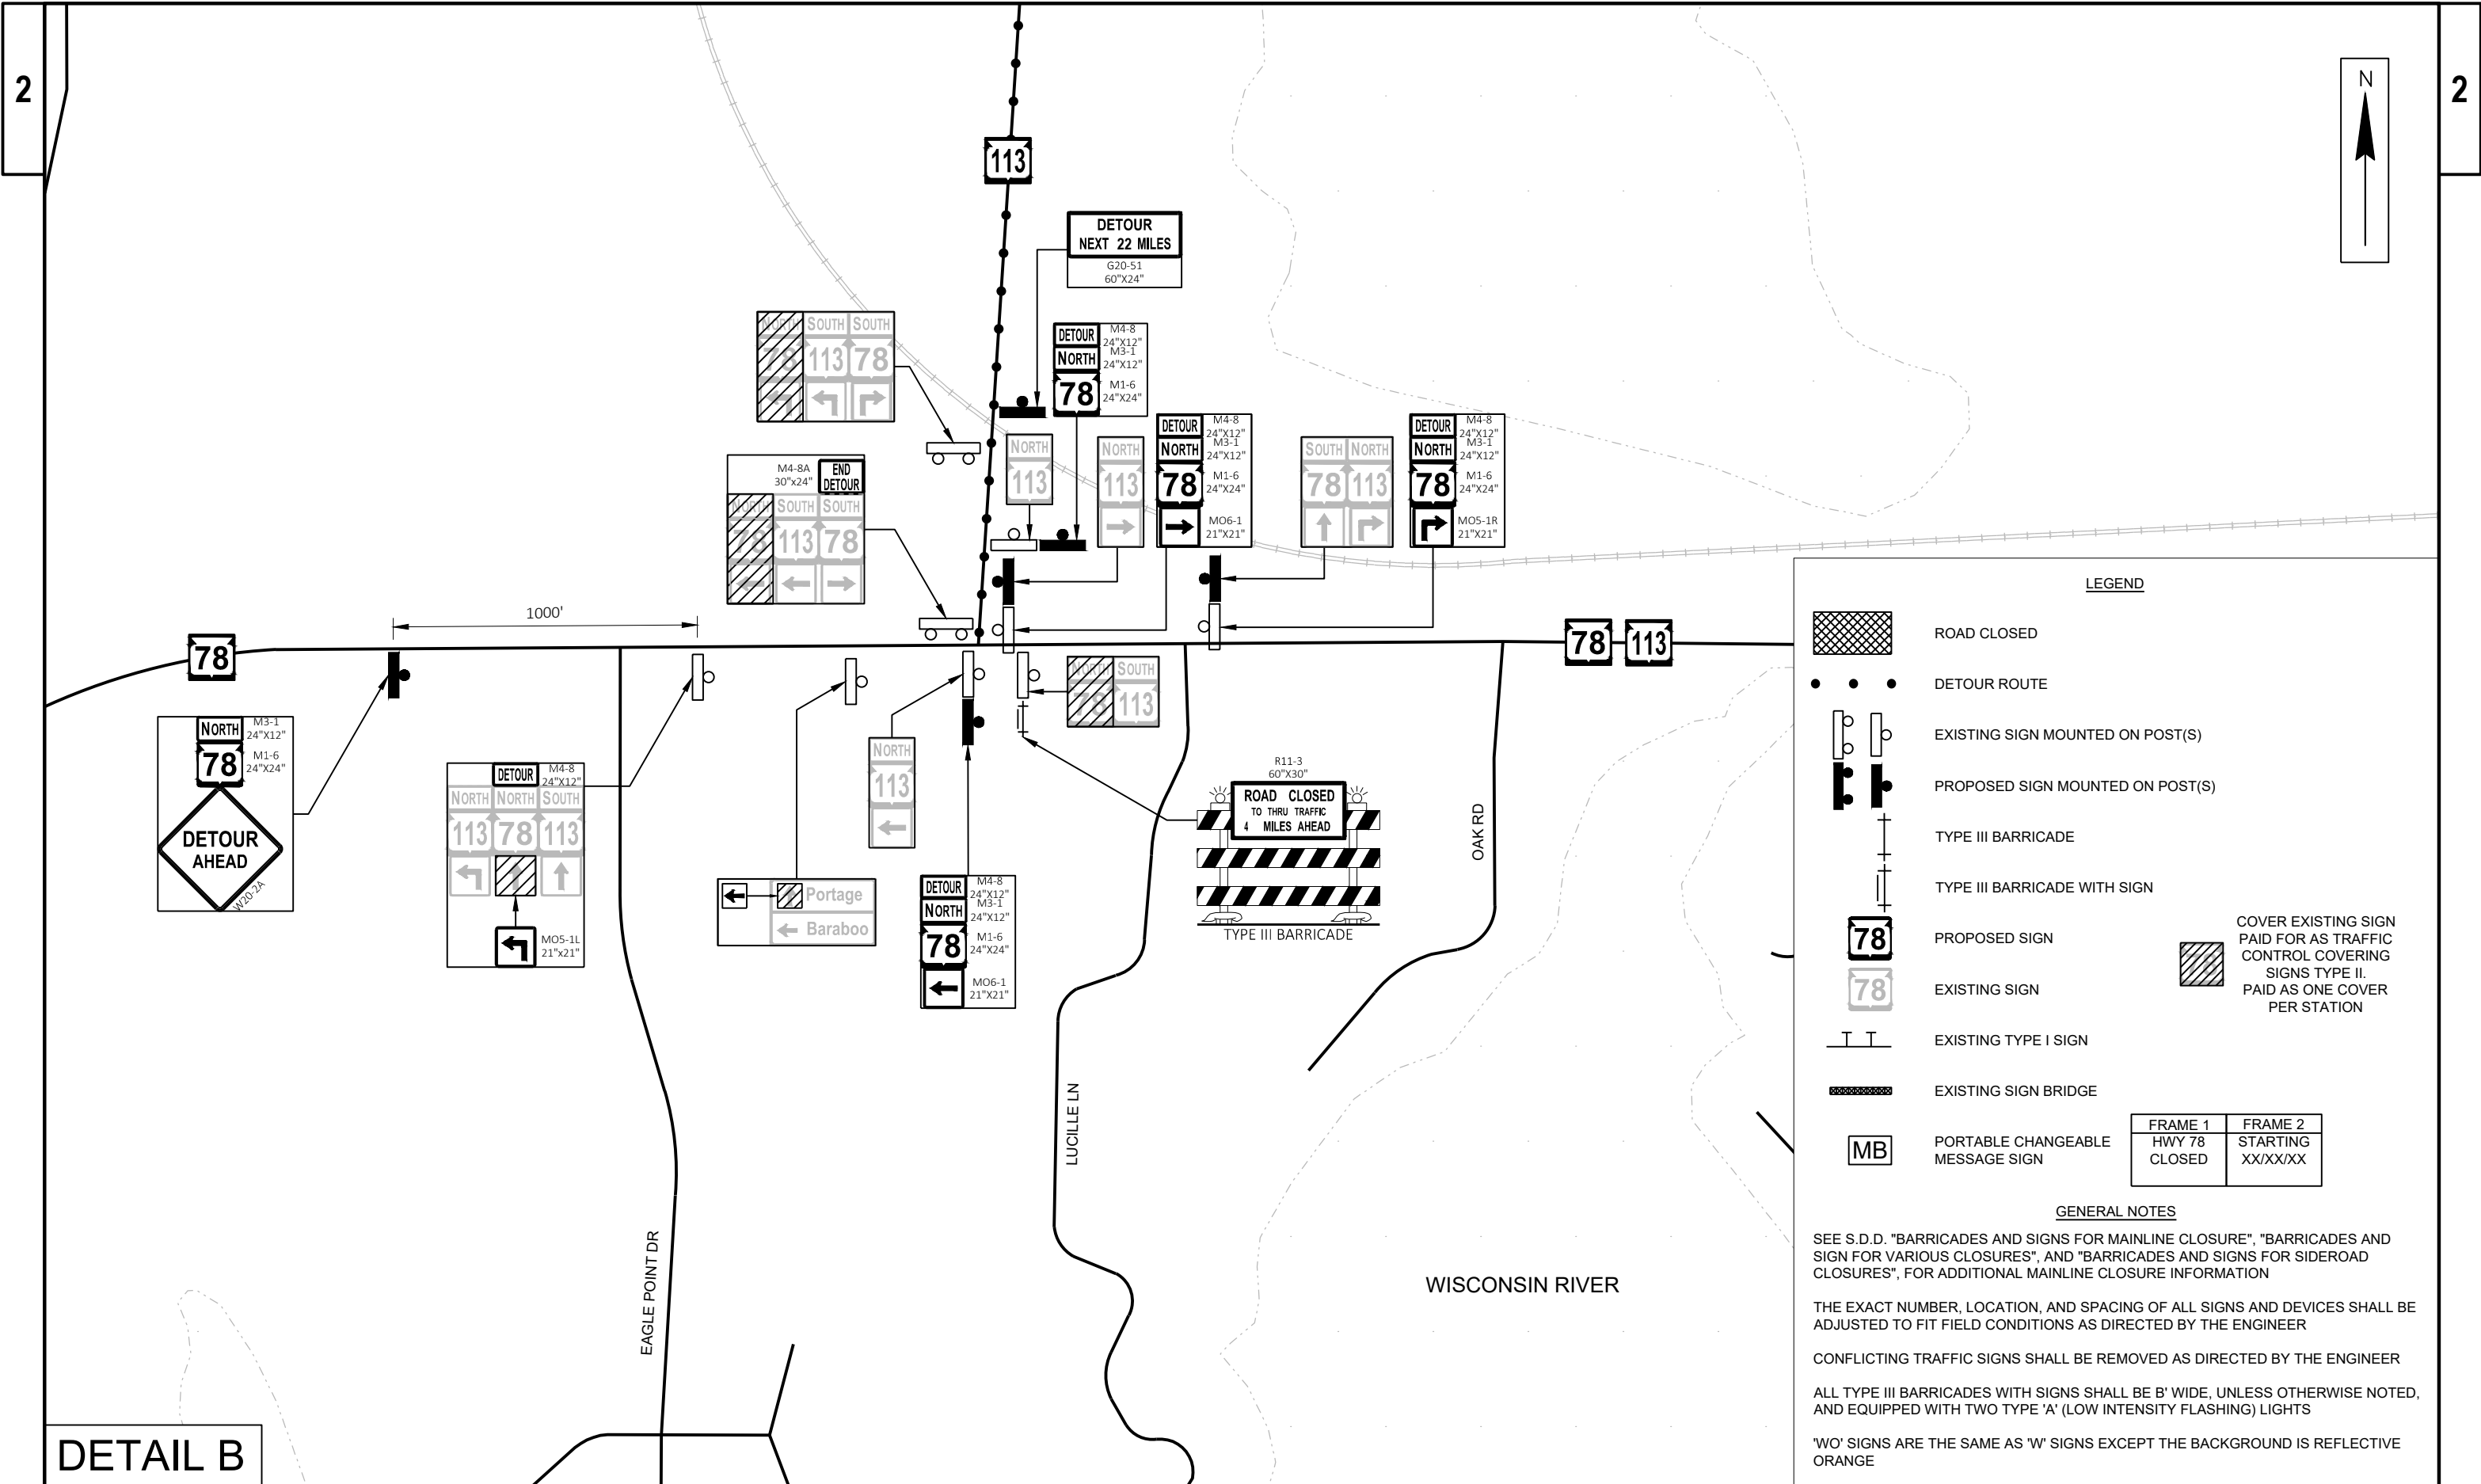 2
2
N
113
DETOUR
NEXT 22 MILES
G20-51
60"X24"
NORTH SOUTH SOUTH
78 113 78
DETOUR M4-8
24"X12"
NORTH M3-1
24"X12"
78 M1-6
24"X24"
M4-8A
30"x24"
END
DETOUR
NORTH SOUTH SOUTH
78 113 78
NORTH
113
NORTH
113
DETOUR M4-8
24"X12"
NORTH M3-1
24"X12"
78 M1-6
24"X24"
MO6-1
21"X21"
SOUTH NORTH
78 113
DETOUR M4-8
24"X12"
NORTH M3-1
24"X12"
78 M1-6
24"X24"
MO5-1R
21"X21"
1000'
78
78 113
NORTH M3-1
24"X12"
78 M1-6
24"X24"
DETOUR
AHEAD
W20-2A
DETOUR M4-8
24"X12"
NORTH NORTH SOUTH
113 78 113
MO5-1L
21"x21"
Portage
Baraboo
NORTH
113
DETOUR M4-8
24"X12"
NORTH M3-1
24"X12"
78 M1-6
24"X24"
MO6-1
21"X21"
NORTH SOUTH
78 113
R11-3
60"X30"
ROAD CLOSED
TO THRU TRAFFIC
4 MILES AHEAD
TYPE III BARRICADE
OAK RD
LUCILLE LN
EAGLE POINT DR
WISCONSIN RIVER
DETAIL B
LEGEND
ROAD CLOSED
DETOUR ROUTE
EXISTING SIGN MOUNTED ON POST(S)
PROPOSED SIGN MOUNTED ON POST(S)
TYPE III BARRICADE
TYPE III BARRICADE WITH SIGN
78 PROPOSED SIGN
78 EXISTING SIGN
COVER EXISTING SIGN
PAID FOR AS TRAFFIC
CONTROL COVERING
SIGNS TYPE II.
PAID AS ONE COVER
PER STATION
EXISTING TYPE I SIGN
EXISTING SIGN BRIDGE
MB PORTABLE CHANGEABLE
MESSAGE SIGN
FRAME 1 FRAME 2
HWY 78 STARTING
CLOSED XX/XX/XX
GENERAL NOTES
SEE S.D.D. "BARRICADES AND SIGNS FOR MAINLINE CLOSURE", "BARRICADES AND
SIGN FOR VARIOUS CLOSURES", AND "BARRICADES AND SIGNS FOR SIDEROAD
CLOSURES", FOR ADDITIONAL MAINLINE CLOSURE INFORMATION
THE EXACT NUMBER, LOCATION, AND SPACING OF ALL SIGNS AND DEVICES SHALL BE
ADJUSTED TO FIT FIELD CONDITIONS AS DIRECTED BY THE ENGINEER
CONFLICTING TRAFFIC SIGNS SHALL BE REMOVED AS DIRECTED BY THE ENGINEER
ALL TYPE III BARRICADES WITH SIGNS SHALL BE B' WIDE, UNLESS OTHERWISE NOTED,
AND EQUIPPED WITH TWO TYPE 'A' (LOW INTENSITY FLASHING) LIGHTS
'WO' SIGNS ARE THE SAME AS 'W' SIGNS EXCEPT THE BACKGROUND IS REFLECTIVE
ORANGE